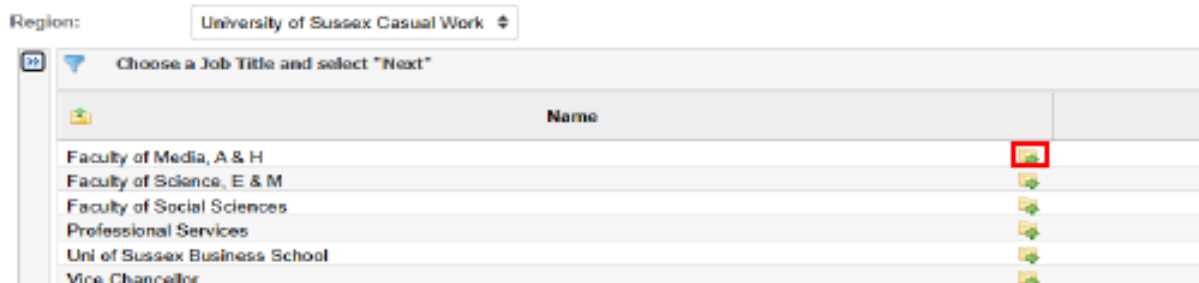 Region: University of Sussex Casual Work
Choose a Job Title and select "Next"
Name
Faculty of Media, A & H
Faculty of Science, E & M
Faculty of Social Sciences
Professional Services
Uni of Sussex Business School
Vice Chancellor